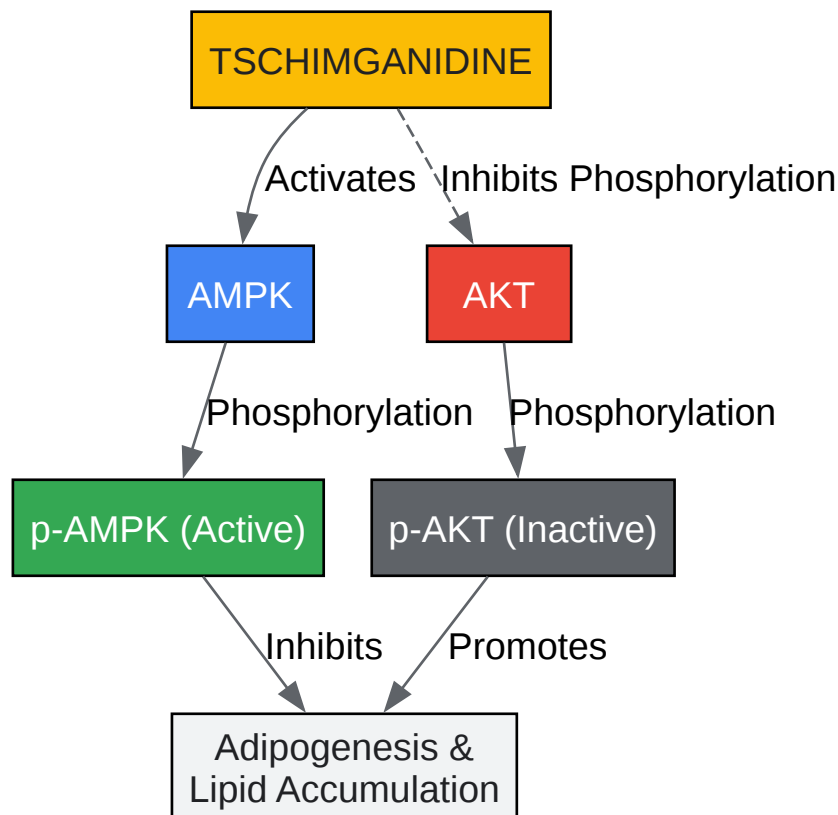 TSCHIMGANIDINE
Activates
Inhibits Phosphorylation
AMPK
AKT
Phosphorylation
Phosphorylation
p-AMPK (Active)
p-AKT (Inactive)
Inhibits
Promotes
Adipogenesis &
Lipid Accumulation